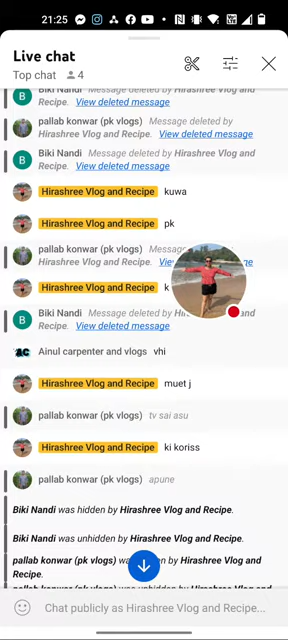 21:25
Live chat
Top chat 4
Biki Nandi Message deleted by Hirashree Vlog and
Recipe. View deleted message
pallab konwar (pk vlogs) Message deleted by
Hirashree Vlog and Recipe. View deleted message
Biki Nandi Message deleted by Hirashree Vlog and
Recipe. View deleted message
Hirashree Vlog and Recipe kuwa
Hirashree Vlog and Recipe pk
pallab konwar (pk vlogs)
Hirashree Vlog and Recipe.
Hirashree Vlog and Recipe k
Biki Nandi Message deleted by Hirashree Vlog and
Recipe. View deleted message
Ainul carpenter and vlogs vhi
Hirashree Vlog and Recipe muet j
pallab konwar (pk vlogs) tv sai asu
Hirashree Vlog and Recipe ki koriss
pallab konwar (pk vlogs) apune
Biki Nandi was hidden by Hirashree Vlog and Recipe.
Biki Nandi was unhidden by Hirashree Vlog and Recipe.
pallab konwar (pk vlogs) by Hirashree Vlog and
Recipe.
Chat publicly as Hirashree Vlog and Recipe...